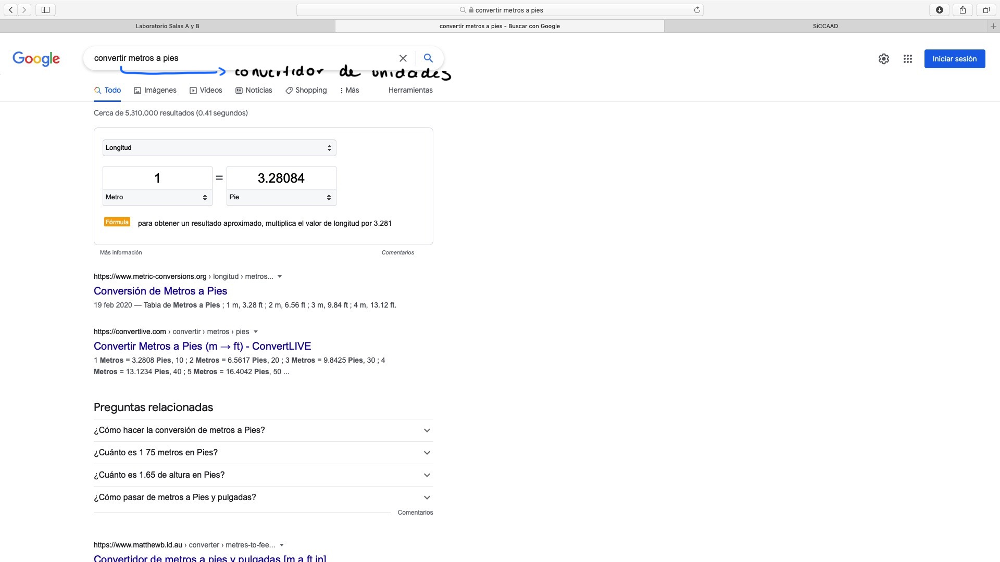 convertir metros a pies
Laboratorio Salas A y B
convertir metros a pies - Buscar con Google
SiCCAAD
Google
convertir metros a pies
Iniciar sesión
convertidor de unidades
Todo
Imágenes
Vídeos
Noticias
Shopping
Más
Herramientas
Cerca de 5,310,000 resultados (0.41 segundos)
Longitud
1 = 3.28084
Metro
Pie
Fórmula para obtener un resultado aproximado, multiplica el valor de longitud por 3.281
Más información
Comentarios
https://www.metric-conversions.org › longitud › metros...
Conversión de Metros a Pies
19 feb 2020 — Tabla de Metros a Pies ; 1 m, 3.28 ft ; 2 m, 6.56 ft ; 3 m, 9.84 ft ; 4 m, 13.12 ft.
https://convertlive.com › convertir › metros › pies
Convertir Metros a Pies (m → ft) - ConvertLIVE
1 Metros = 3.2808 Pies, 10 ; 2 Metros = 6.5617 Pies, 20 ; 3 Metros = 9.8425 Pies, 30 ; 4
Metros = 13.1234 Pies, 40 ; 5 Metros = 16.4042 Pies, 50 ...
Preguntas relacionadas
¿Cómo hacer la conversión de metros a Pies?
¿Cuánto es 1 75 metros en Pies?
¿Cuánto es 1.65 de altura en Pies?
¿Cómo pasar de metros a Pies y pulgadas?
Comentarios
https://www.matthewb.id.au › converter › metres-to-fee...
Convertidor de metros a pies y pulgadas [m a ft in]